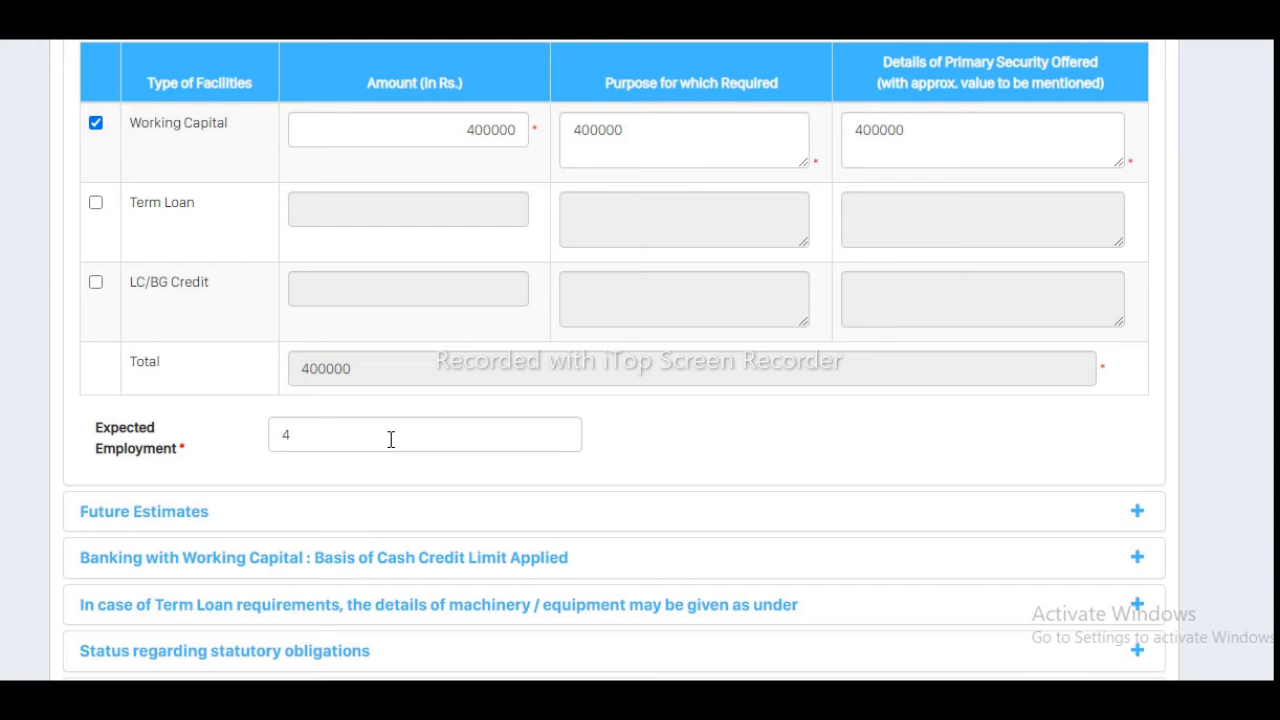 Type of Facilities
Amount (in Rs.)
Purpose for which Required
Details of Primary Security Offered
(with approx. value to be mentioned)
Working Capital
400000 *
400000 *
400000 *
Term Loan
LC/BG Credit
Total
400000 *
Recorded with iTop Screen Recorder
Expected
Employment *
4
Future Estimates
Banking with Working Capital : Basis of Cash Credit Limit Applied
In case of Term Loan requirements, the details of machinery / equipment may be given as under
Status regarding statutory obligations
Activate Windows
Go to Settings to activate Windows